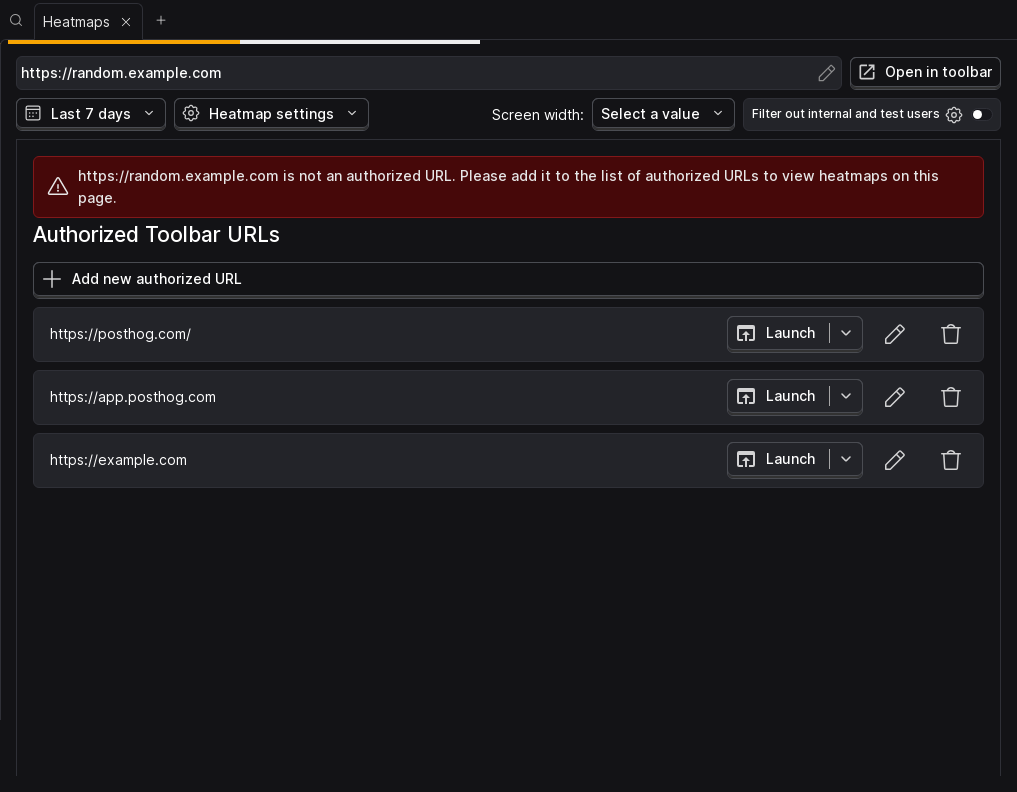 Heatmaps
https://random.example.com
Open in toolbar
Last 7 days
Heatmap settings
Screen width:
Select a value
Filter out internal and test users
https://random.example.com is not an authorized URL. Please add it to the list of authorized URLs to view heatmaps on this
page.
Authorized Toolbar URLs
Add new authorized URL
https://posthog.com/
Launch
https://app.posthog.com
Launch
https://example.com
Launch